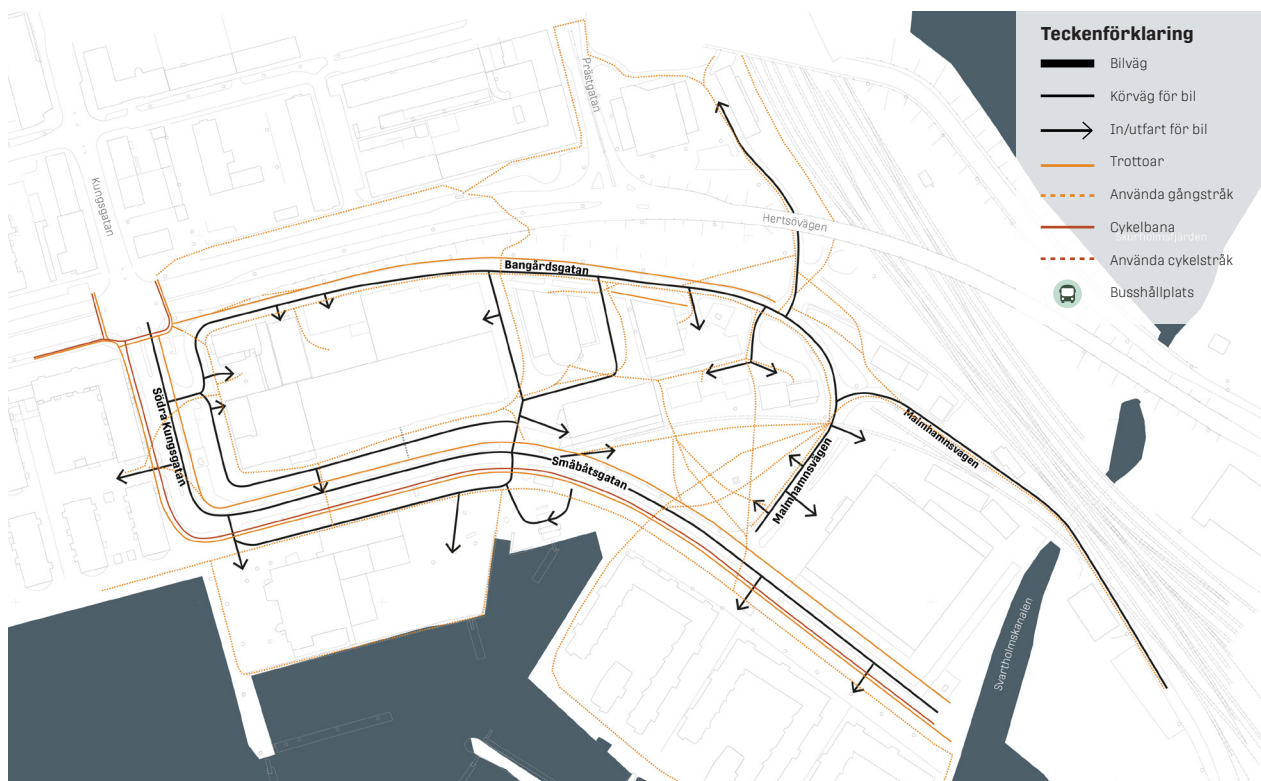 Teckenförklaring
Bilväg
Körväg för bil
In/utfart för bil
Trottoar
Använda gångstråk
Cykelbana
Använda cykelstråk
Busshållplats
Skurholmsfjärden
Prästgatan
Kungsgatan
Hertsövägen
Bangårdsgatan
Södra Kungsgatan
Småbåtsgatan
Malmhamnsvägen
Malmhamnsvägen
Svartholmskanalen